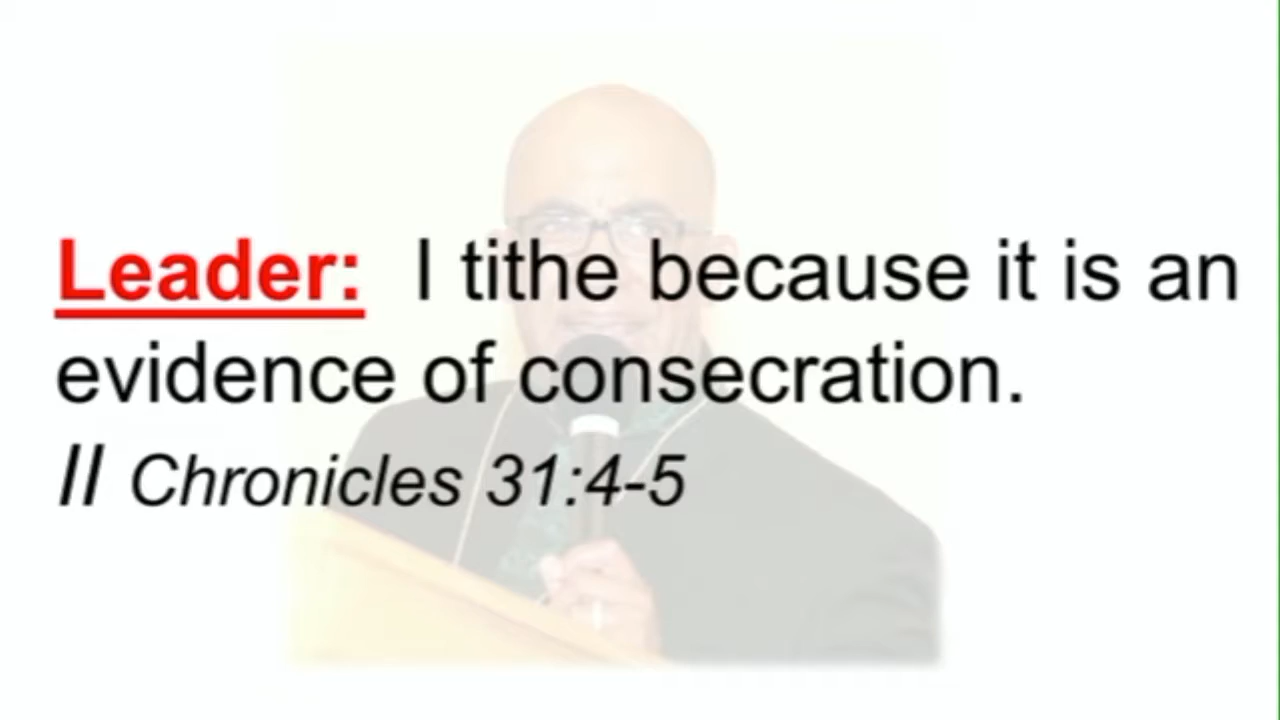 Leader: I tithe because it is an
evidence of consecration.
II Chronicles 31:4-5